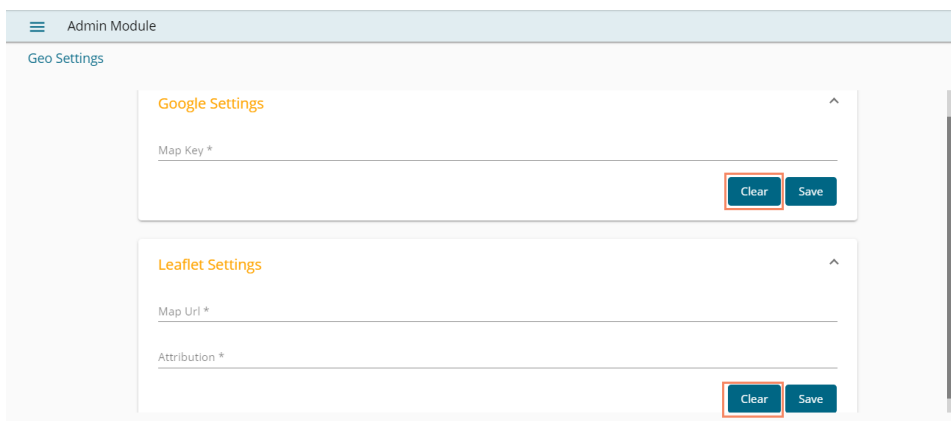 Admin Module
Geo Settings
Google Settings
Map Key *
Clear Save
Leaflet Settings
Map Url *
Attribution *
Clear Save